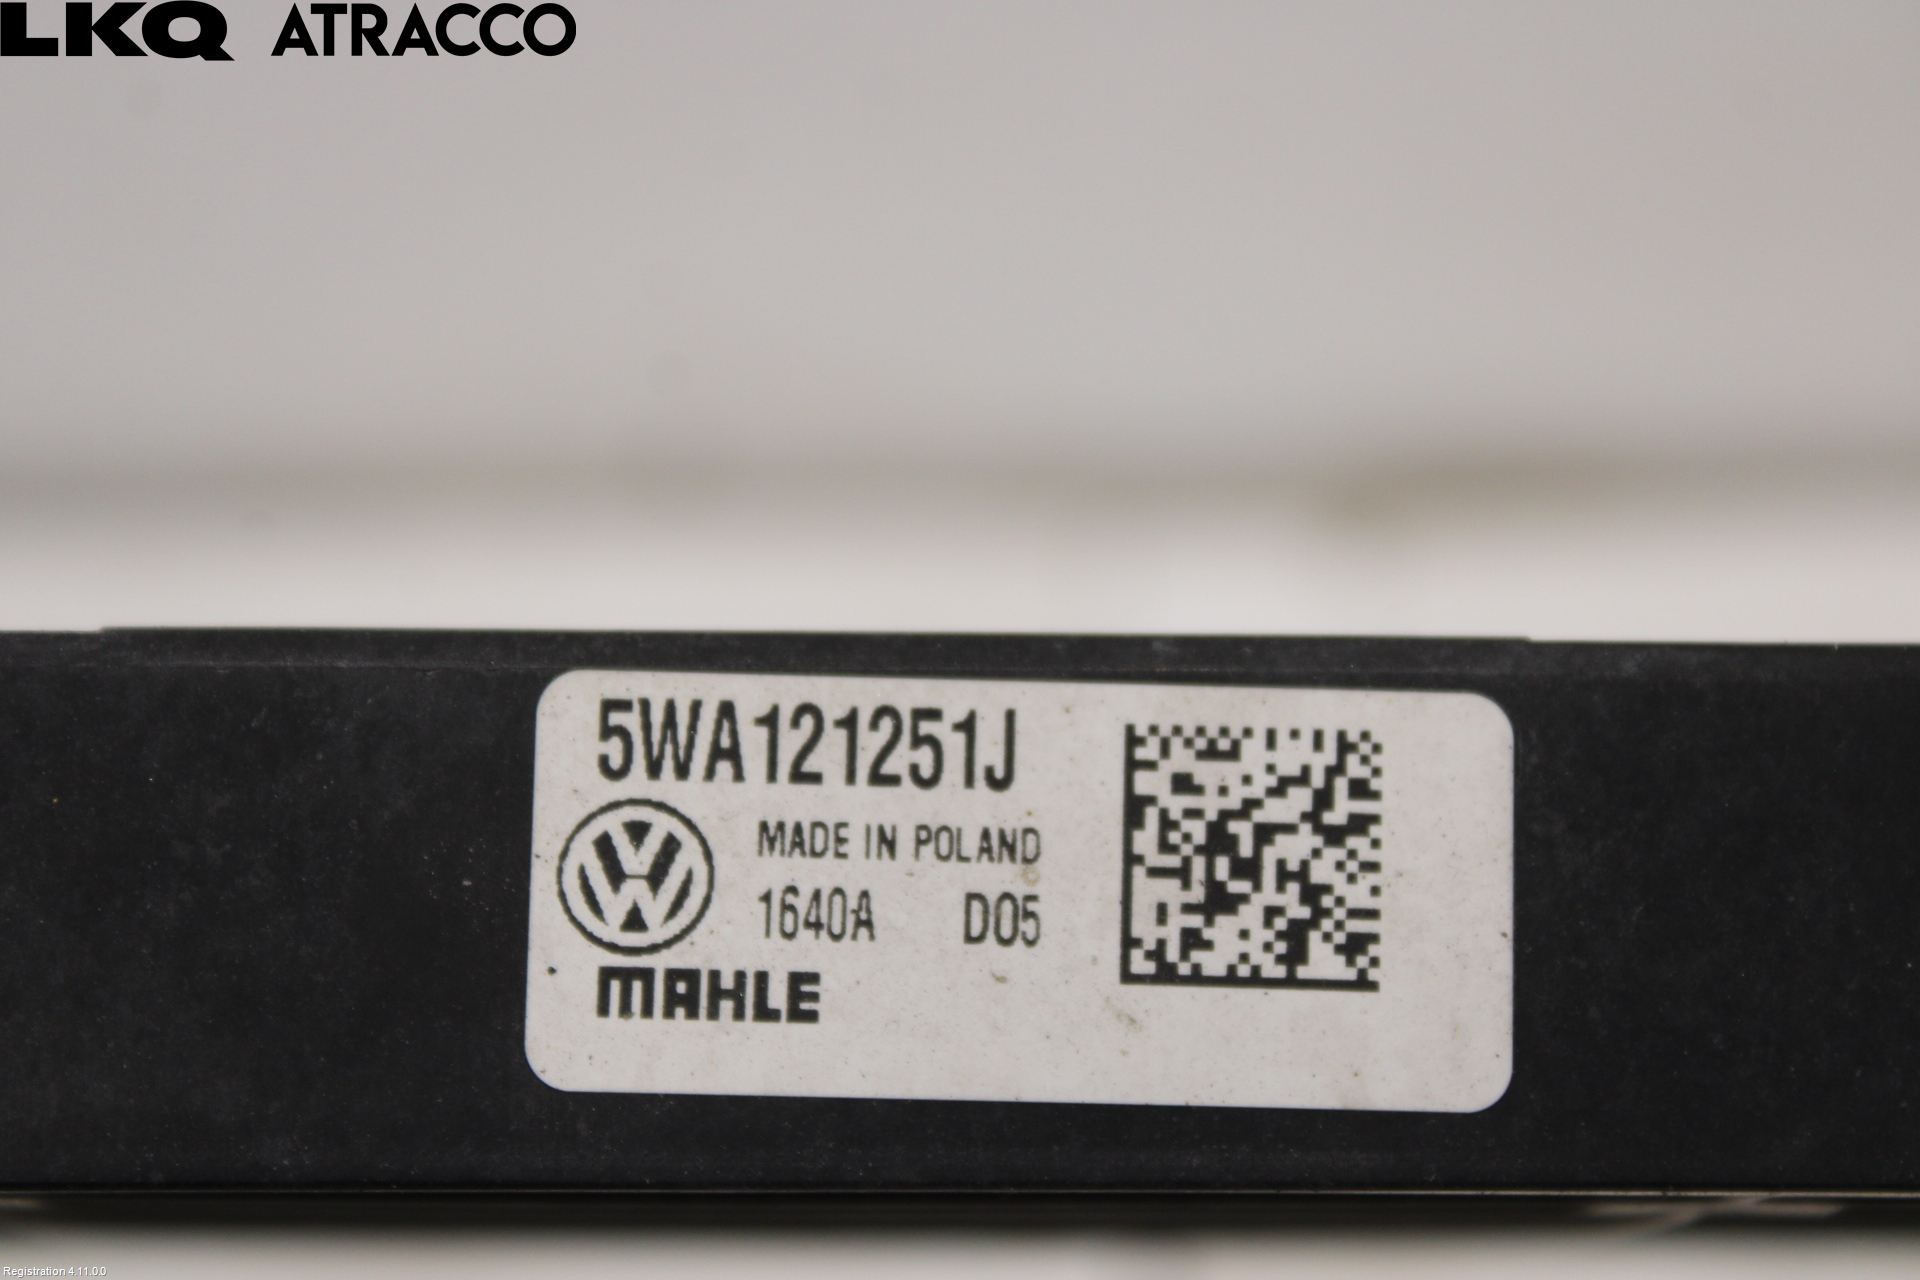 LKQ ATRACCO
5WA121251J
MADE IN POLAND
1640A D05
MAHLE
Registration 4.11.0.0